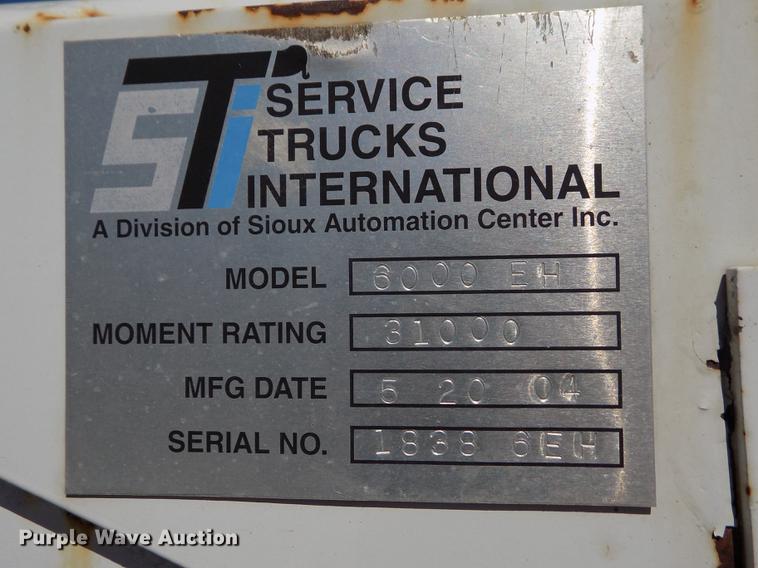 STi SERVICE
TRUCKS
INTERNATIONAL
A Division of Sioux Automation Center Inc.
MODEL 6000 EH
MOMENT RATING 31000
MFG DATE 5 20 04
SERIAL NO. 1838 6EH
Purple Wave Auction